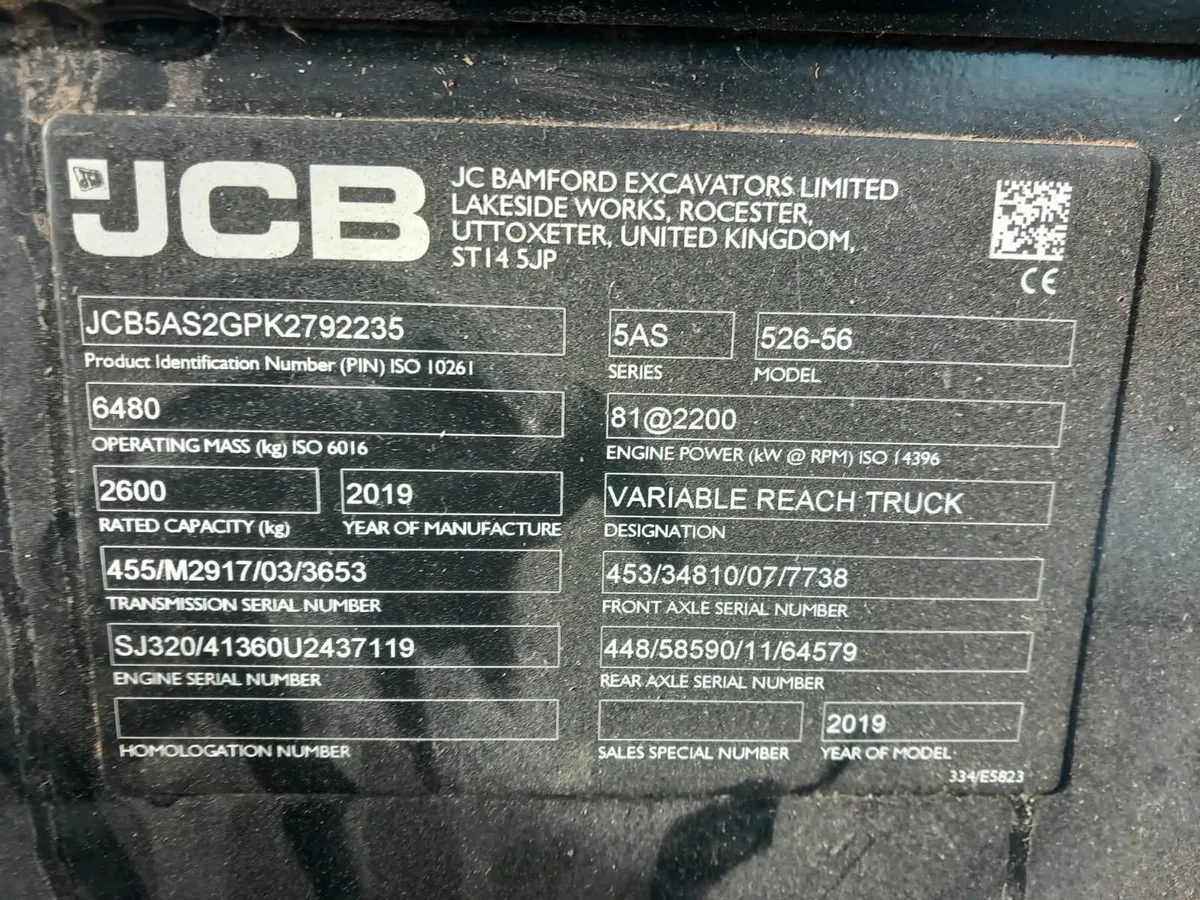 JCB
JC BAMFORD EXCAVATORS LIMITED
LAKESIDE WORKS, ROCESTER,
UTTOXETER, UNITED KINGDOM,
ST14 5JP
CE
JCB5AS2GPK2792235
Product Identification Number (PIN) ISO 10261
5AS
SERIES
526-56
MODEL
6480
OPERATING MASS (kg) ISO 6016
81@2200
ENGINE POWER (kW @ RPM) ISO 14396
2600
RATED CAPACITY (kg)
2019
YEAR OF MANUFACTURE
VARIABLE REACH TRUCK
DESIGNATION
455/M2917/03/3653
TRANSMISSION SERIAL NUMBER
453/34810/07/7738
FRONT AXLE SERIAL NUMBER
SJ320/41360U2437119
ENGINE SERIAL NUMBER
448/58590/11/64579
REAR AXLE SERIAL NUMBER
HOMOLOGATION NUMBER
SALES SPECIAL NUMBER
2019
YEAR OF MODEL
334/E5823